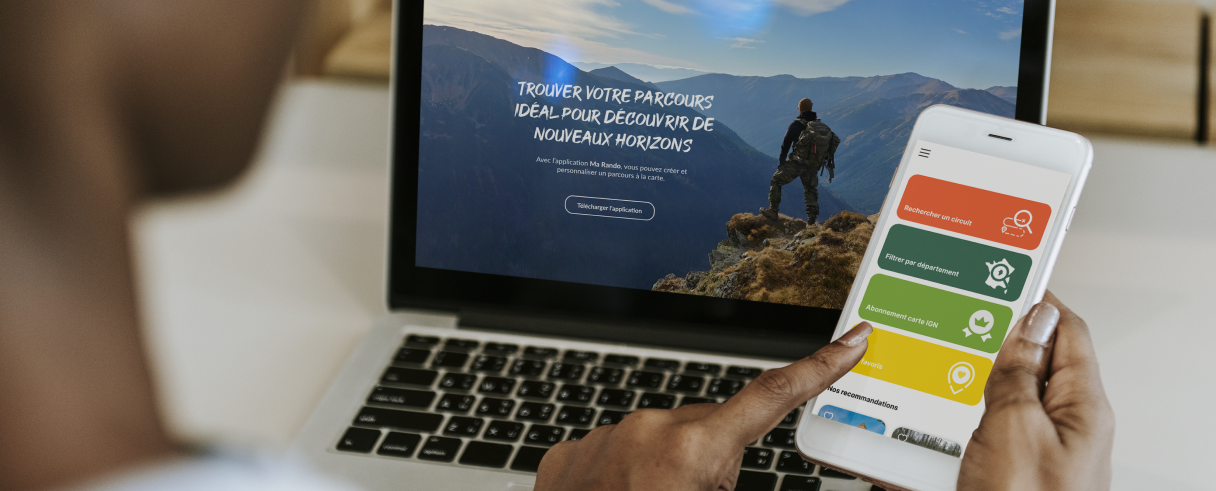 TROUVER VOTRE PARCOURS
IDÉAL POUR DÉCOUVRIR DE
NOUVEAUX HORIZONS
Avec l'application Ma Rando, vous pouvez créer et
personnaliser un parcours à la carte.
Télécharger l'application
Rechercher un circuit
Filtrer par département
Abonnement carte IGN
Nos recommandations